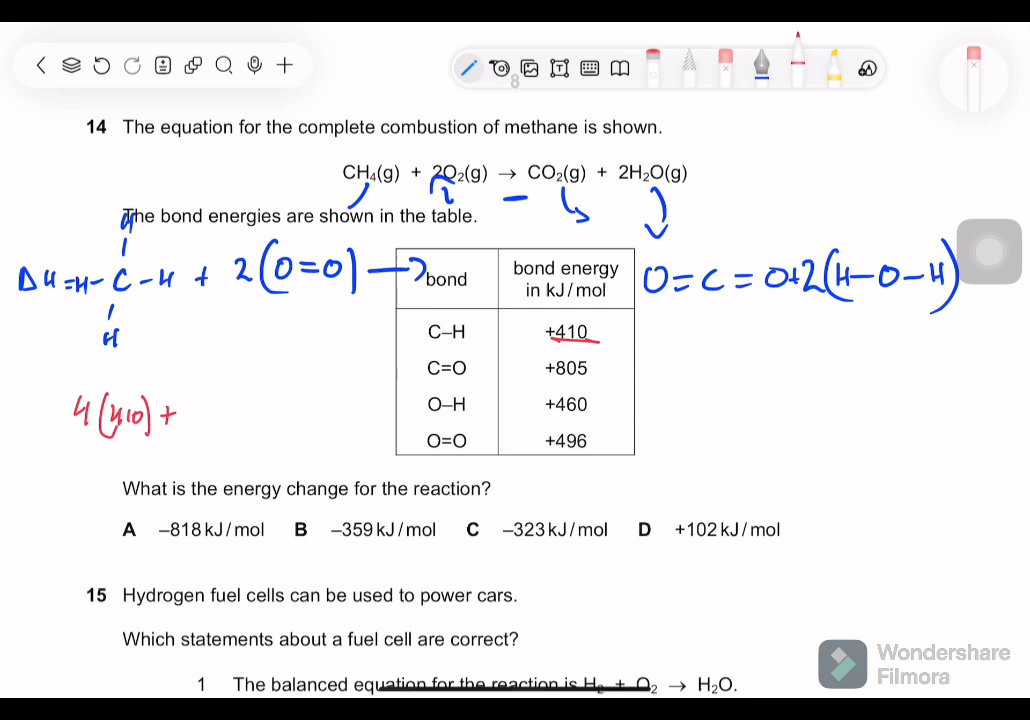 8
14 The equation for the complete combustion of methane is shown.
CH₄(g) + 2O₂(g) → CO₂(g) + 2H₂O(g)
The bond energies are shown in the table.
H
ΔH = H – C – H + 2(O=O) → O = C = O + 2(H–O–H)
H
bond bond energy in kJ/mol
C–H +410
C=O +805
O–H +460
O=O +496
4(410) +
What is the energy change for the reaction?
A –818 kJ/mol B –359 kJ/mol C –323 kJ/mol D +102 kJ/mol
15 Hydrogen fuel cells can be used to power cars.
Which statements about a fuel cell are correct?
1 The balanced equation for the reaction is H₂ + O₂ → H₂O.
Wondershare
Filmora